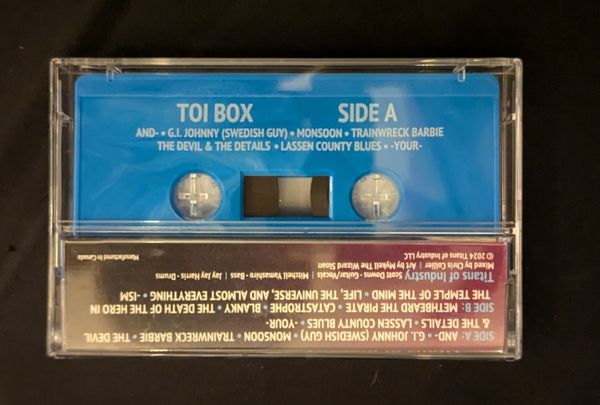 TOI BOX SIDE A
AND- • G.I. JOHNNY (SWEDISH GUY) • MONSOON • TRAINWRECK BARBIE
THE DEVIL & THE DETAILS • LASSEN COUNTY BLUES • -YOUR-
SIDE A: -AND- • G.I. JOHNNY (SWEDISH GUY) • MONSOON • TRAINWRECK BARBIE • THE DEVIL
& THE DETAILS • LASSEN COUNTY BLUES • -YOUR-
SIDE B: METHBEARD THE PIRATE • CATASTROPHE • BLANKY • THE DEATH OF THE HERO IN
THE TEMPLE OF THE MIND • LIFE, THE UNIVERSE, AND ALMOST EVERYTHING • -ISM
Titans of Industry Scott Downs - Guitar/Vocals | Mitchell Yamashiro - Bass | Jay Jay Harris - Drums
Mixed by Chris Collier | Art by Mykell The Wizard Sloan
© 2024 Titans of Industry LLC Manufactured in Canada